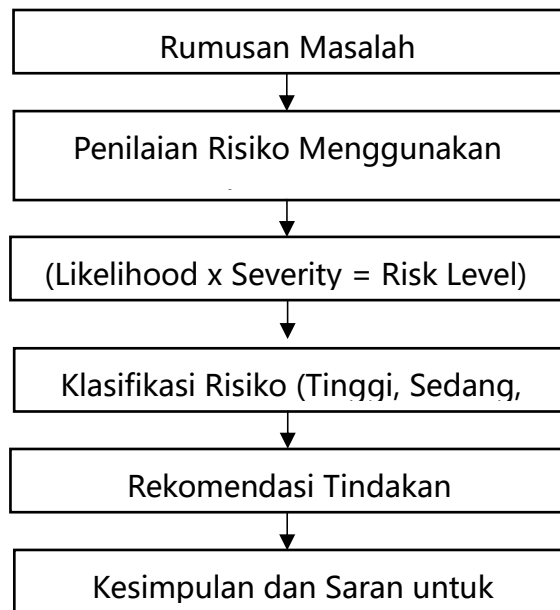 Rumusan Masalah
Penilaian Risiko Menggunakan
(Likelihood x Severity = Risk Level)
Klasifikasi Risiko (Tinggi, Sedang,
Rekomendasi Tindakan
Kesimpulan dan Saran untuk